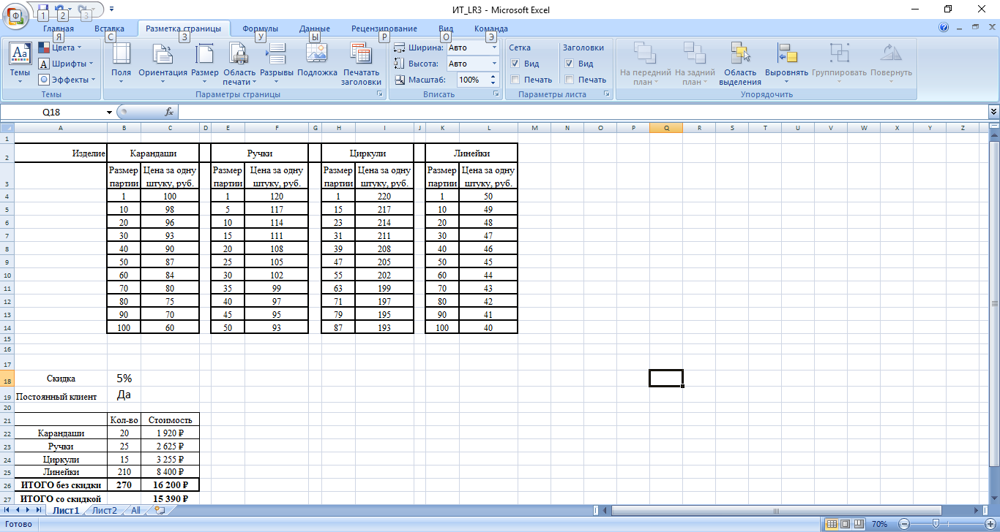 ИТ_LR3 - Microsoft Excel
Ф 1 2 3
Главная Вставка Разметка страницы Формулы Данные Рецензирование Вид Команда
Я С З У Ы Р О Э
Темы
Цвета
Шрифты
Эффекты
Темы
Поля Ориентация Размер Область печати Разрывы Подложка Печатать заголовки
Параметры страницы
Ширина: Авто
Высота: Авто
Масштаб: 100%
Вписать
Сетка Заголовки
Вид Вид
Печать Печать
Параметры листа
На передний план На задний план Область выделения Выровнять Группировать Повернуть
Упорядочить
Q18 fx
A B C D E F G H I J K L M N O P Q R S T U V W X Y Z
1
2 Изделие Карандаши Ручки Циркули Линейки
3 Размер партии Цена за одну штуку, руб. Размер партии Цена за одну штуку, руб. Размер партии Цена за одну штуку, руб. Размер партии Цена за одну штуку, руб.
4 1 100 1 120 1 220 1 50
5 10 98 5 117 15 217 10 49
6 20 96 10 114 23 214 20 48
7 30 93 15 111 31 211 30 47
8 40 90 20 108 39 208 40 46
9 50 87 25 105 47 205 50 45
10 60 84 30 102 55 202 60 44
11 70 80 35 99 63 199 70 43
12 80 75 40 97 71 197 80 42
13 90 70 45 95 79 195 90 41
14 100 60 50 93 87 193 100 40
15
16
17
18 Скидка 5%
19 Постоянный клиент Да
20
21 Кол-во Стоимость
22 Карандаши 20 1 920 ₽
23 Ручки 25 2 625 ₽
24 Циркули 15 3 255 ₽
25 Линейки 210 8 400 ₽
26 ИТОГО без скидки 270 16 200 ₽
27 ИТОГО со скидкой 15 390 ₽
Лист1 Лист2 All
Готово 70%